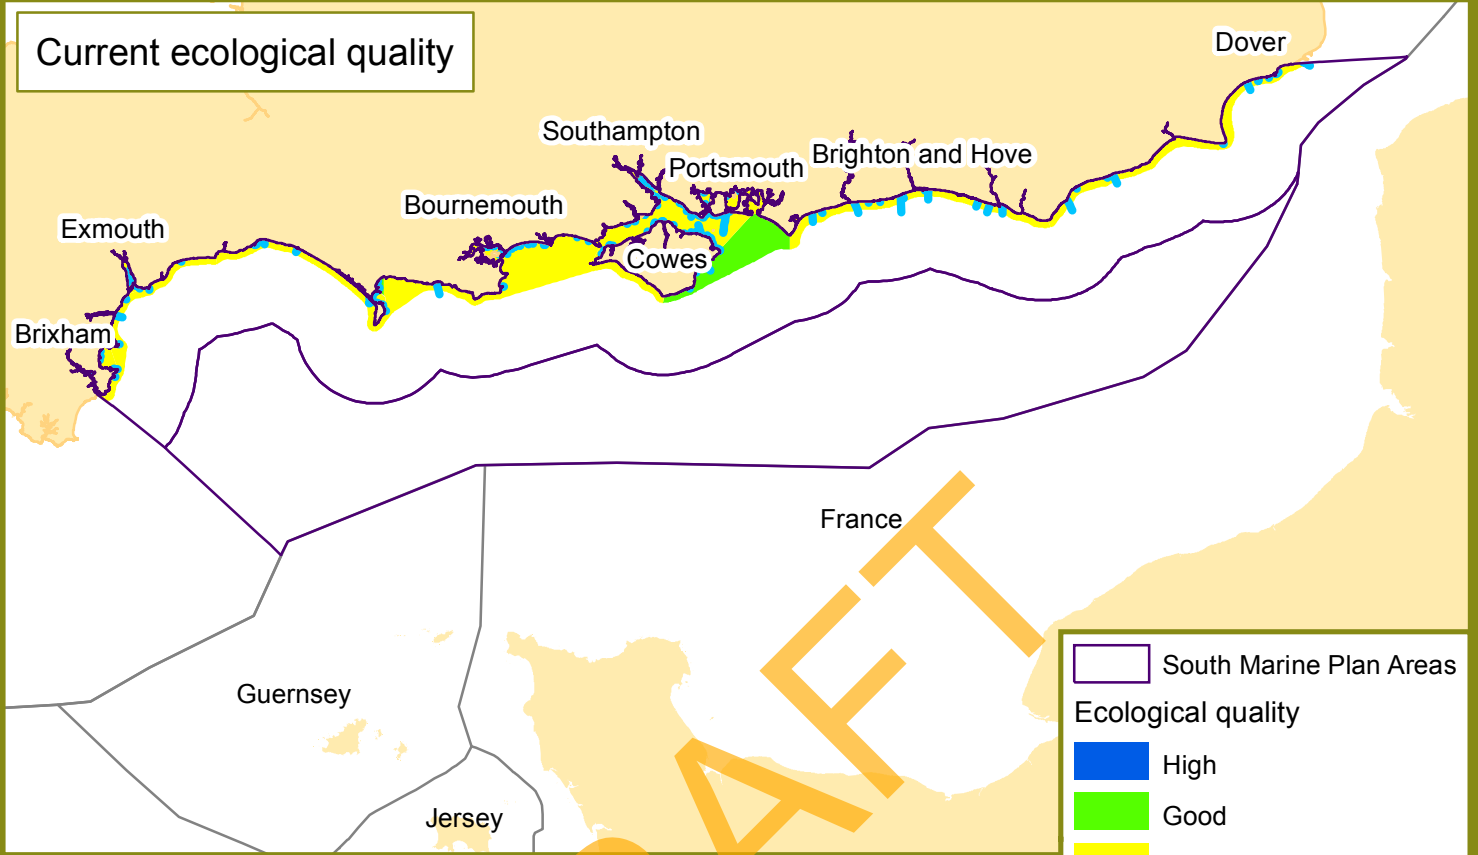 Current ecological quality
Dover
Southampton
Portsmouth
Brighton and Hove
Bournemouth
Exmouth
Cowes
Brixham
France
Guernsey
Jersey
South Marine Plan Areas
Ecological quality
High
Good